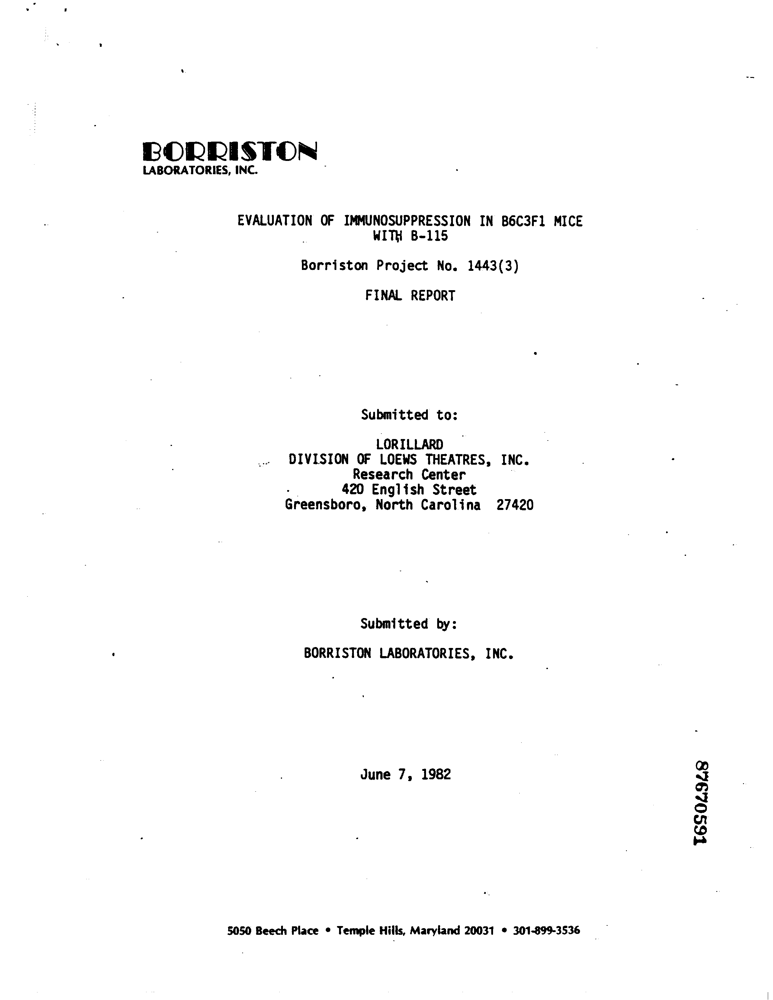 BORRISTON
LABORATORIES, INC.
EVALUATION OF IMMUNOSUPPRESSION IN B6C3F1 MICE
WITH B-115
Borriston Project No. 1443(3)
FINAL REPORT
Submitted to:
LORILLARD
DIVISION OF LOEWS THEATRES, INC.
Research Center
420 English Street
Greensboro, North Carolina 27420
Submitted by:
BORRISTON LABORATORIES, INC.
June 7, 1982
87670591
5050 Beech Place • Temple Hills, Maryland 20031 • 301-899-3536